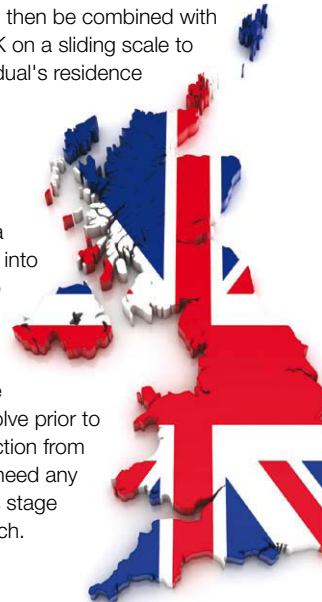 then be combined with
K on a sliding scale to
dual's residence
a
into
e
olve prior to
ction from
need any
s stage
ch.